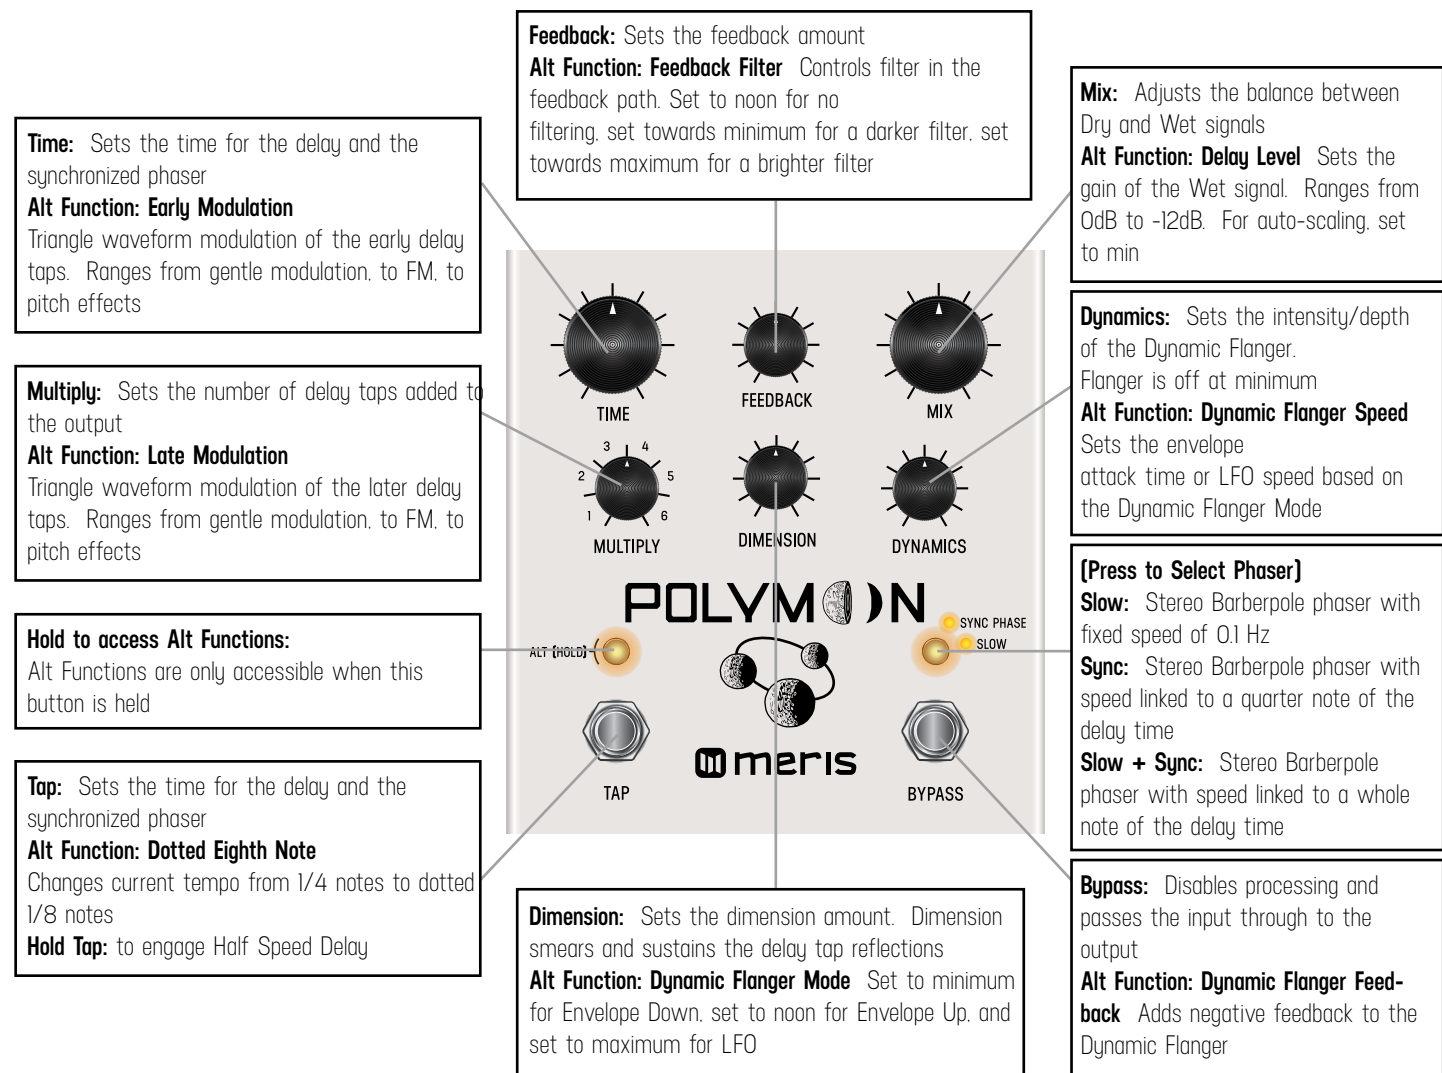 Feedback: Sets the feedback amount
Alt Function: Feedback Filter Controls filter in the
feedback path. Set to noon for no
filtering, set towards minimum for a darker filter, set
towards maximum for a brighter filter
Mix: Adjusts the balance between
Dry and Wet signals
Alt Function: Delay Level Sets the
gain of the Wet signal. Ranges from
0dB to -12dB. For auto-scaling, set
to min
Time: Sets the time for the delay and the
synchronized phaser
Alt Function: Early Modulation
Triangle waveform modulation of the early delay
taps. Ranges from gentle modulation, to FM, to
pitch effects
Dynamics: Sets the intensity/depth
of the Dynamic Flanger.
Flanger is off at minimum
Alt Function: Dynamic Flanger Speed
Sets the envelope
attack time or LFO speed based on
the Dynamic Flanger Mode
Multiply: Sets the number of delay taps added to
the output
Alt Function: Late Modulation
Triangle waveform modulation of the later delay
taps. Ranges from gentle modulation, to FM, to
pitch effects
TIME
FEEDBACK
MIX
1
2
3
4
5
6
MULTIPLY
DIMENSION
DYNAMICS
POLYMOON
SYNC PHASE
SLOW
ALT (HOLD)
meris
TAP
BYPASS
(Press to Select Phaser)
Slow: Stereo Barberpole phaser with
fixed speed of 0.1 Hz
Sync: Stereo Barberpole phaser with
speed linked to a quarter note of the
delay time
Slow + Sync: Stereo Barberpole
phaser with speed linked to a whole
note of the delay time
Hold to access Alt Functions:
Alt Functions are only accessible when this
button is held
Tap: Sets the time for the delay and the
synchronized phaser
Alt Function: Dotted Eighth Note
Changes current tempo from 1/4 notes to dotted
1/8 notes
Hold Tap: to engage Half Speed Delay
Dimension: Sets the dimension amount. Dimension
smears and sustains the delay tap reflections
Alt Function: Dynamic Flanger Mode Set to minimum
for Envelope Down, set to noon for Envelope Up, and
set to maximum for LFO
Bypass: Disables processing and
passes the input through to the
output
Alt Function: Dynamic Flanger Feed-
back Adds negative feedback to the
Dynamic Flanger